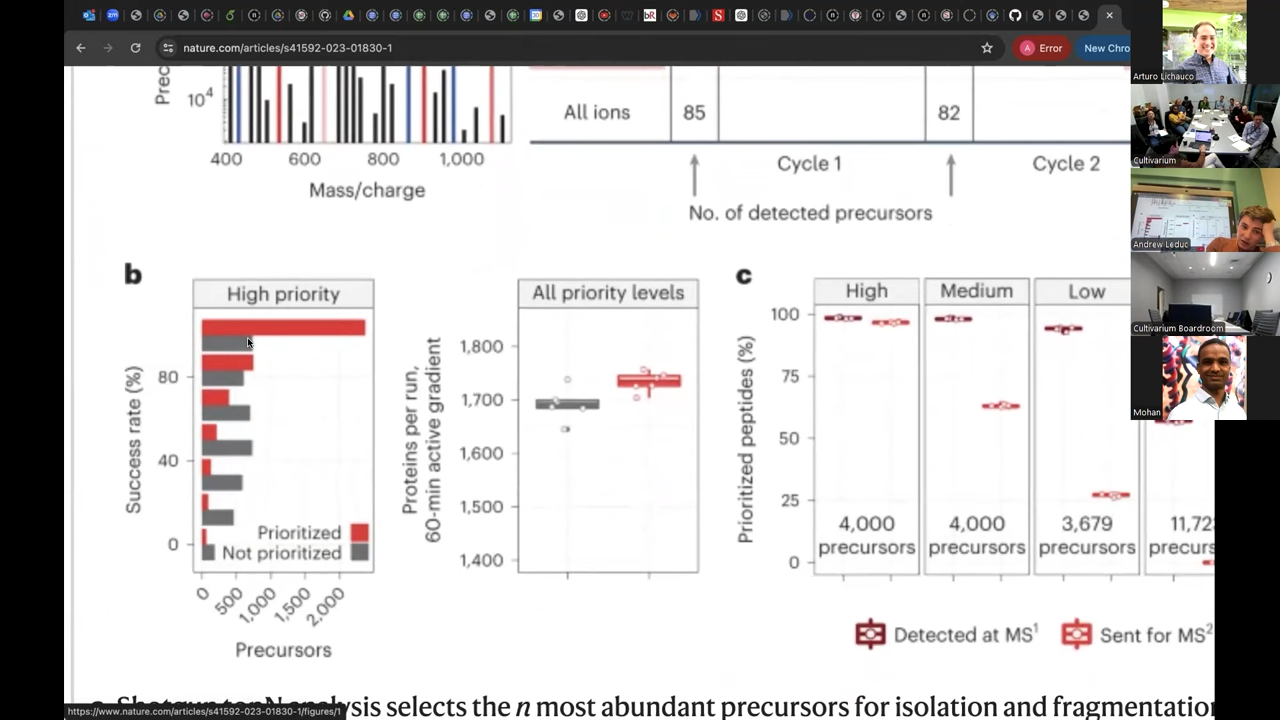 nature.com/articles/s41592-023-01830-1
Error
New Chro
Prec
10⁴
400
600
800
1,000
Mass/charge
All ions
85
82
Cycle 1
Cycle 2
No. of detected precursors
b
High priority
Success rate (%)
80
40
0
Prioritized
Not prioritized
0
500
1,000
1,500
2,000
Precursors
All priority levels
Proteins per run,
60-min active gradient
1,800
1,700
1,600
1,500
1,400
c
High
Medium
Low
Prioritized peptides (%)
100
75
50
25
0
4,000
precursors
4,000
precursors
3,679
precursors
11,72
precurs
Detected at MS¹
Sent for MS²
n most abundant precursors for isolation and fragmentation
https://www.nature.com/articles/s41592-023-01830-1/figures/1
Arturo Lichauco
Cultivarium
Andrew Leduc
Cultivarium Boardroom
Mohan